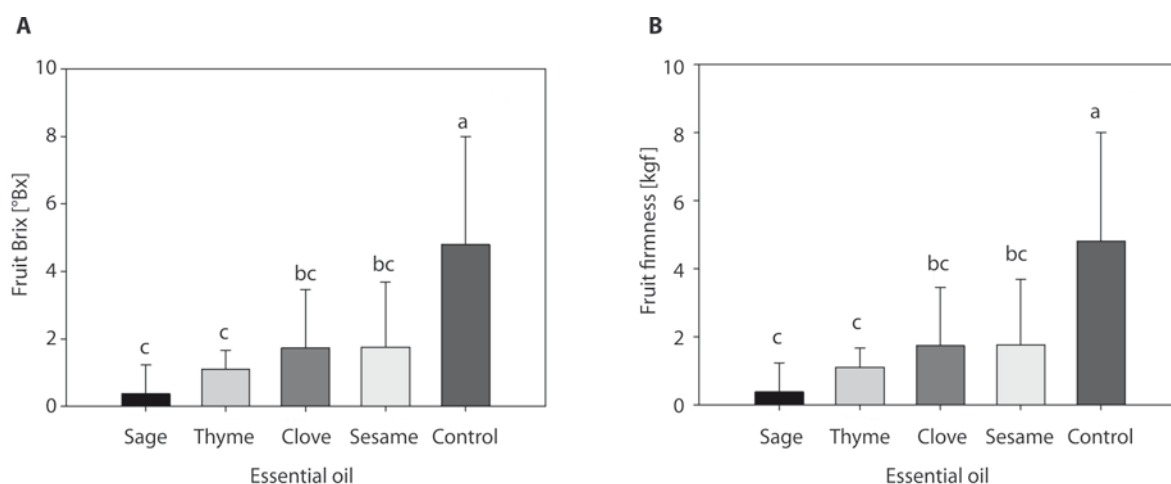 A
Fruit Brix [°Bx]
10
8
6
4
2
0
c
c
bc
bc
a
Sage Thyme Clove Sesame Control
Essential oil
B
Fruit firmness [kgf]
10
8
6
4
2
0
c
c
bc
bc
a
Sage Thyme Clove Sesame Control
Essential oil